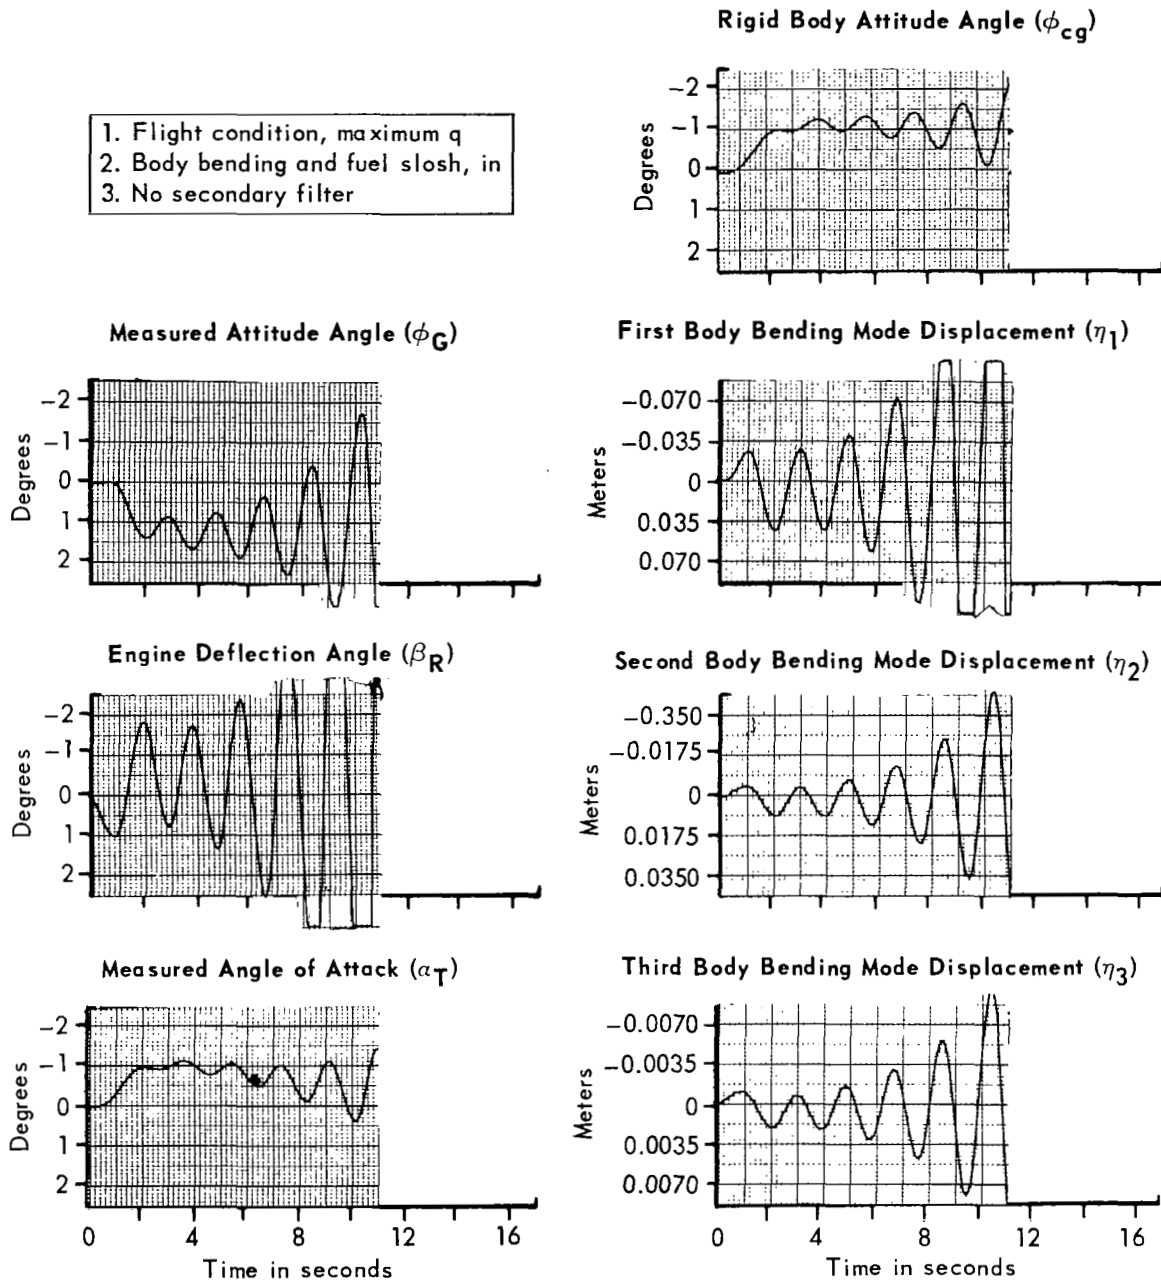 Rigid Body Attitude Angle (ϕcg)
-2
-1
0
1
2
Degrees
1. Flight condition, maximum q
2. Body bending and fuel slosh, in
3. No secondary filter
Measured Attitude Angle (ϕG)
-2
-1
0
1
2
Degrees
First Body Bending Mode Displacement (η1)
-0.070
-0.035
0
0.035
0.070
Meters
Engine Deflection Angle (βR)
-2
-1
0
1
2
Degrees
Second Body Bending Mode Displacement (η2)
-0.350
-0.0175
0
0.0175
0.0350
Meters
Measured Angle of Attack (αT)
-2
-1
0
1
2
Degrees
0 4 8 12 16
Time in seconds
Third Body Bending Mode Displacement (η3)
-0.0070
-0.0035
0
0.0035
0.0070
Meters
0 4 8 12 16
Time in seconds